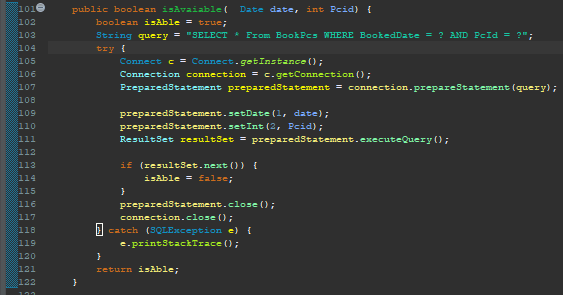 101 public boolean isAvaiable(  Date date, int Pcid) {
102 boolean isAble = true;
103 String query = "SELECT * From BookPcs WHERE BookedDate = ? AND PcId = ?";
104 try {
105 Connect c = Connect.getInstance();
106 Connection connection = c.getConnection();
107 PreparedStatement preparedStatement = connection.prepareStatement(query);
108
109 preparedStatement.setDate(1, date);
110 preparedStatement.setInt(2, Pcid);
111 ResultSet resultSet = preparedStatement.executeQuery();
112
113 if (resultSet.next()) {
114 isAble = false;
115 }
116 preparedStatement.close();
117 connection.close();
118 } catch (SQLException e) {
119 e.printStackTrace();
120 }
121 return isAble;
122 }